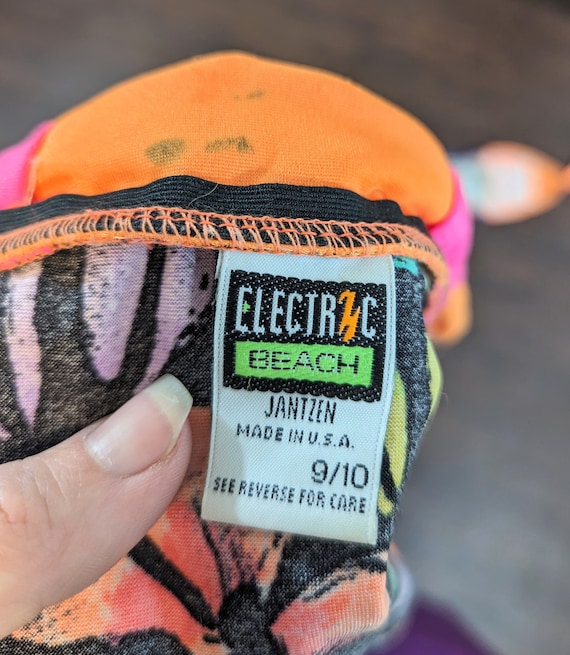 ELECTRIC
BEACH
JANTZEN
MADE IN U.S.A.
9/10
SEE REVERSE FOR CARE